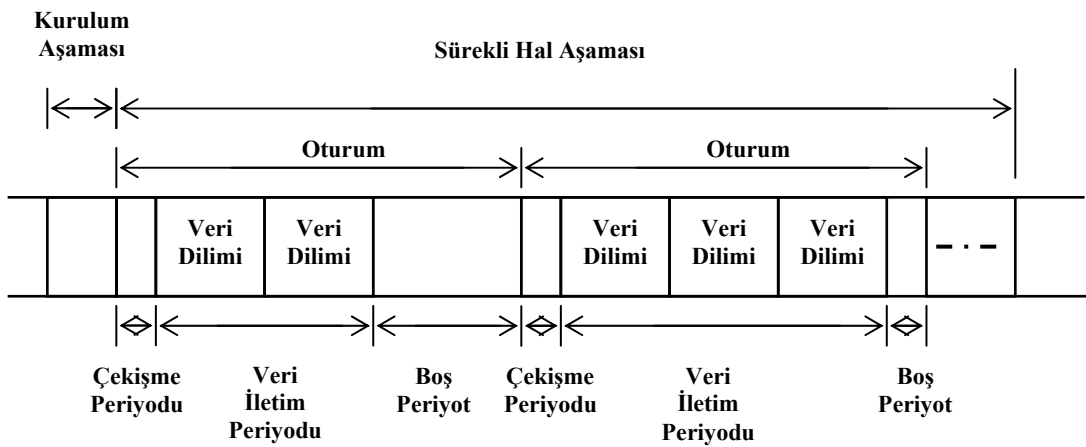 Kurulum
Aşaması
Sürekli Hal Aşaması
Oturum
Oturum
Veri
Dilimi
Veri
Dilimi
Veri
Dilimi
Veri
Dilimi
Veri
Dilimi
Çekişme
Periyodu
Veri
İletim
Periyodu
Boş
Periyot
Çekişme
Periyodu
Veri
İletim
Periyodu
Boş
Periyot